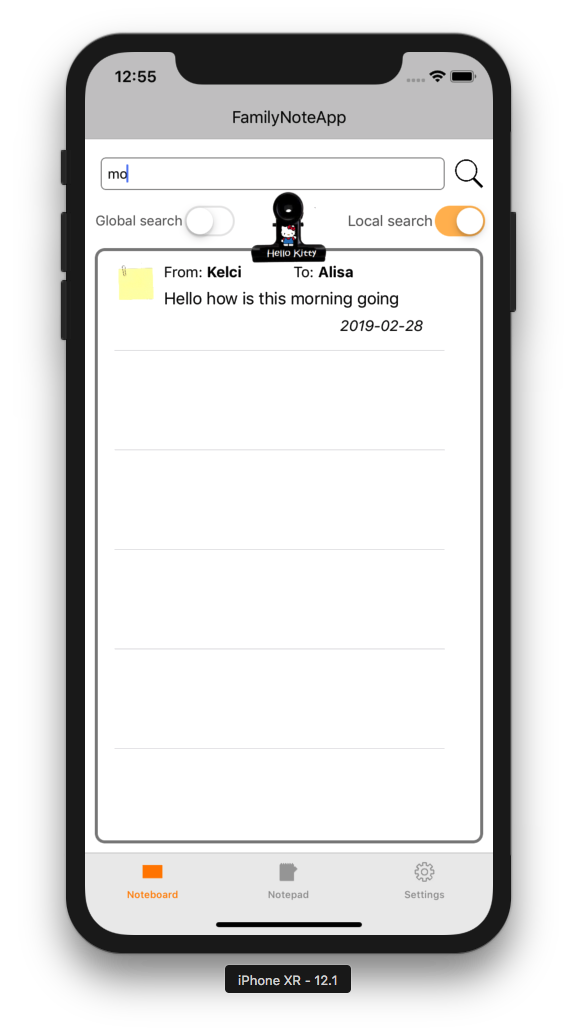 12:55
FamilyNoteApp
mo
Global search
Local search
Hello Kitty
From: Kelci To: Alisa
Hello how is this morning going
2019-02-28
Noteboard
Notepad
Settings
iPhone XR - 12.1